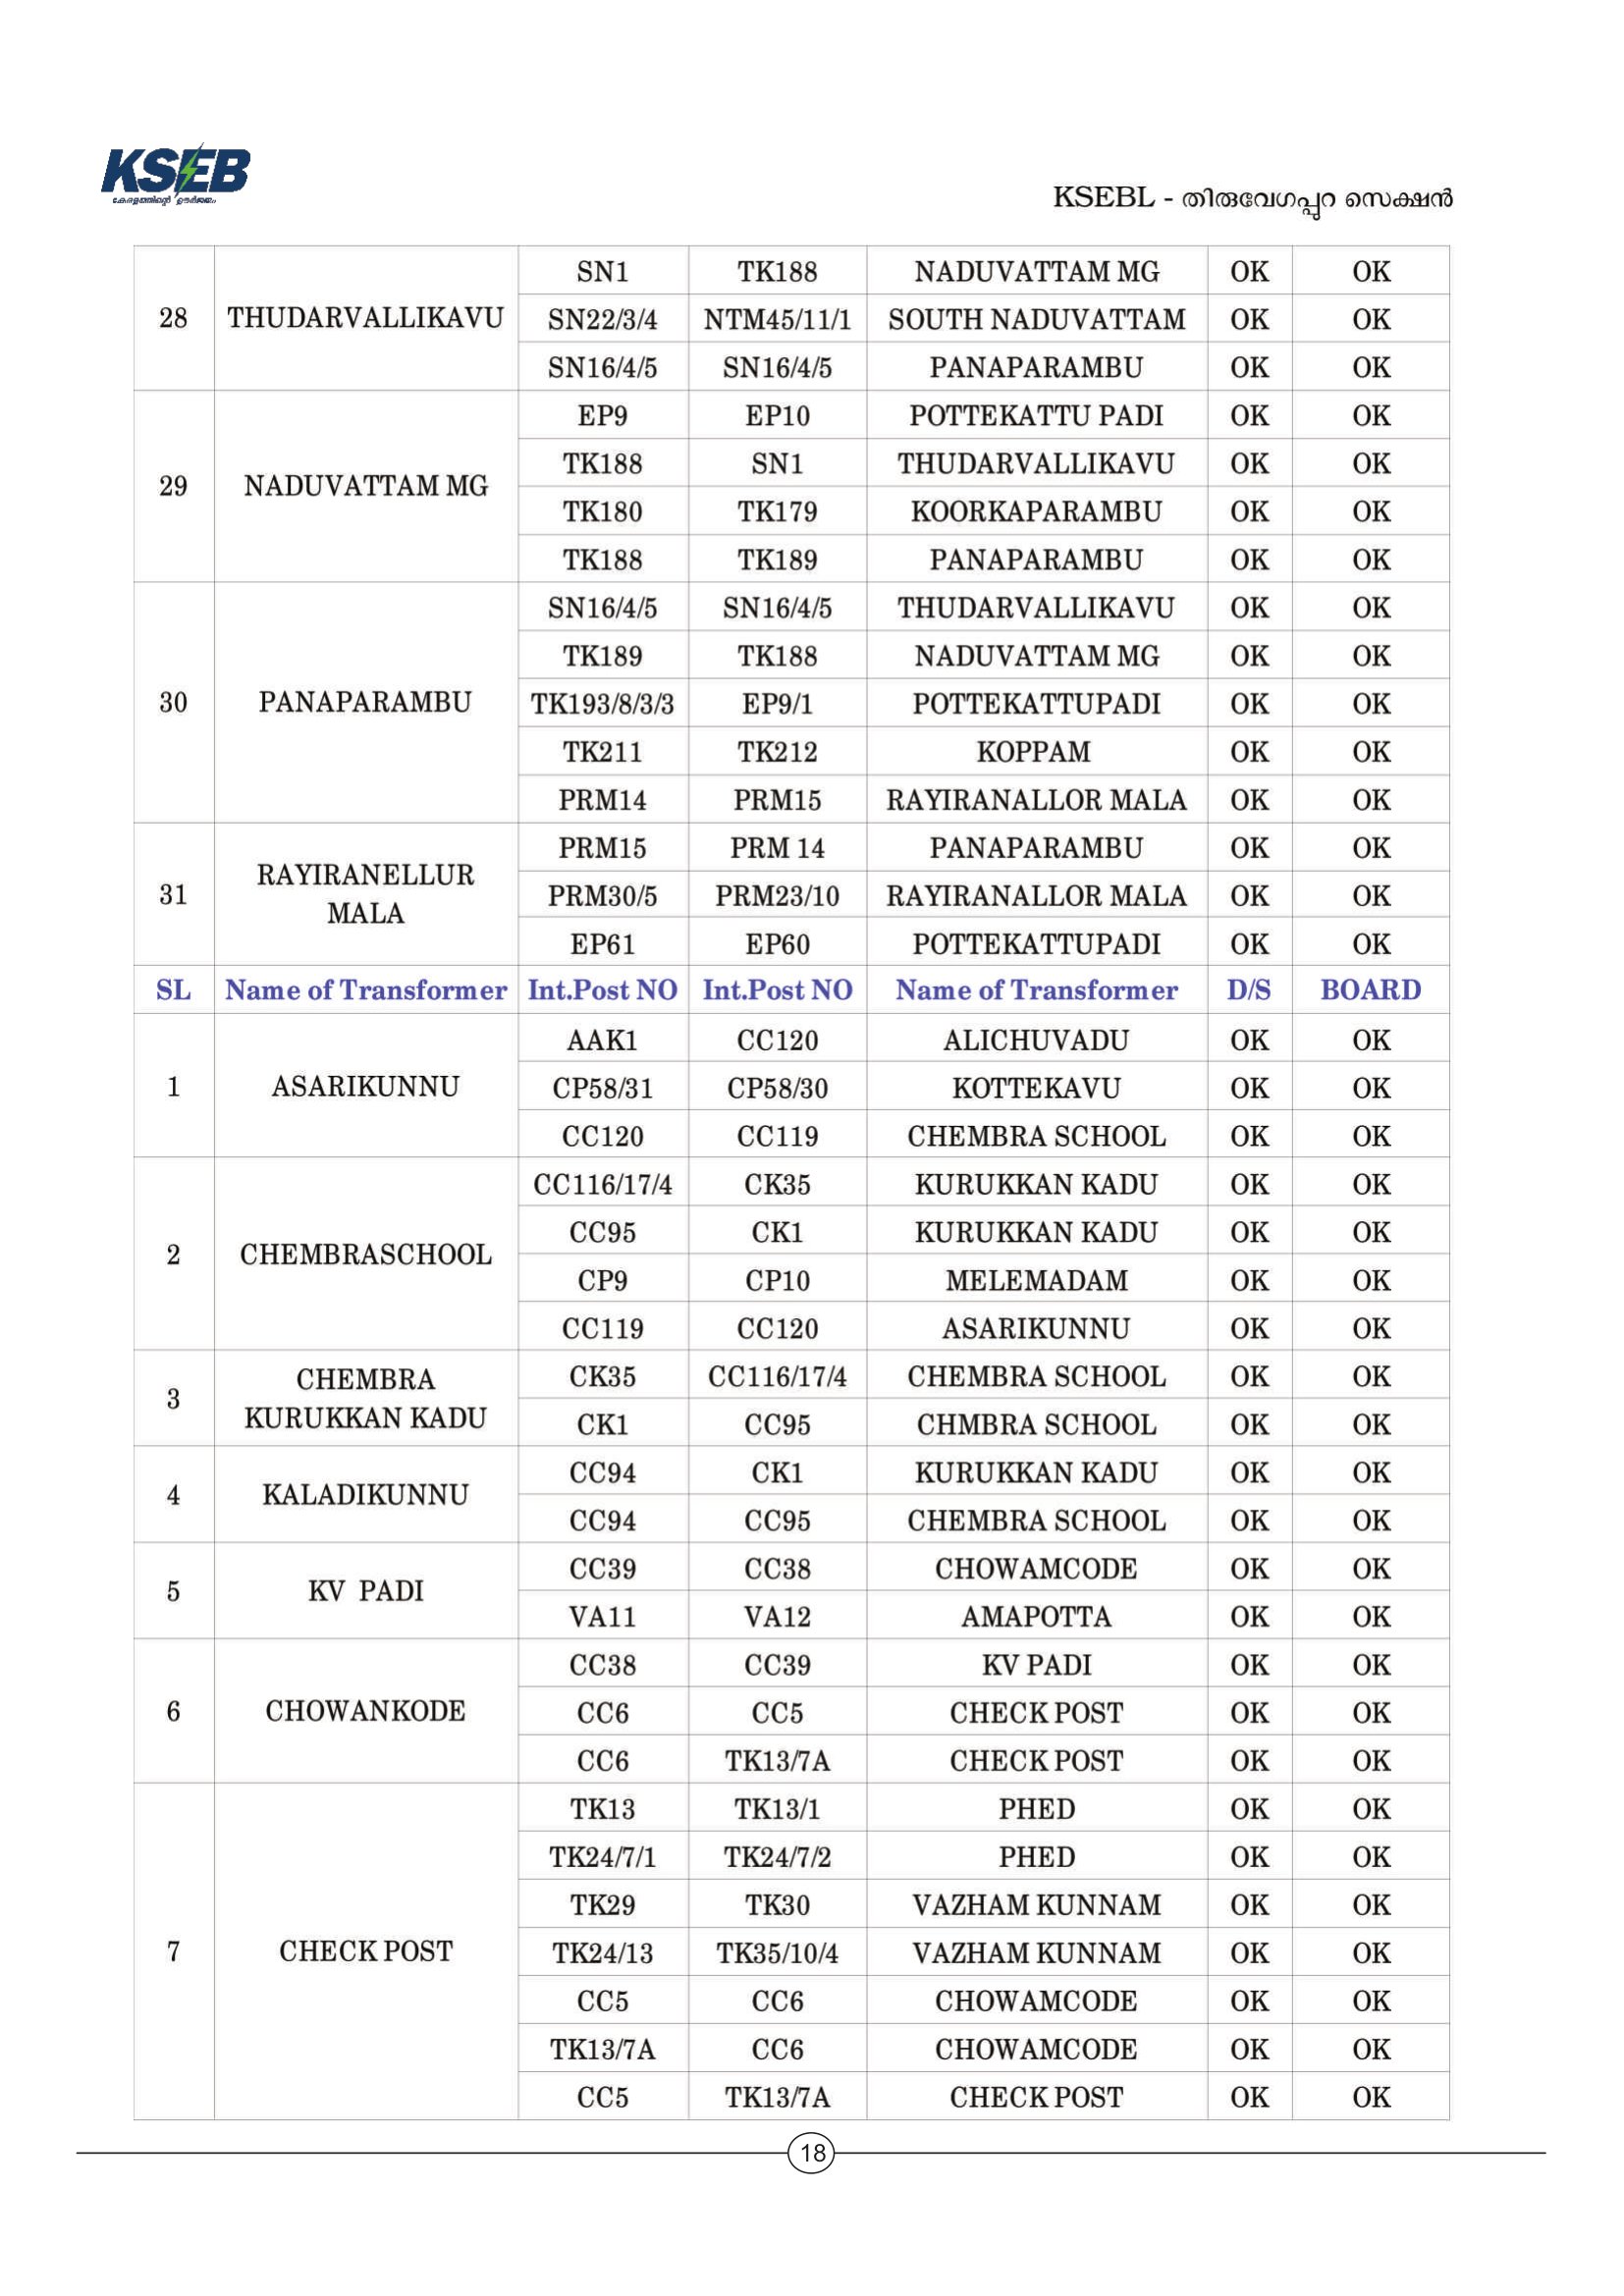 KSEB
കേരളത്തിന്റെ ഊർജ്ജം
KSEBL - തിരുവേഗപ്പുറ സെക്ഷൻ
28 THUDARVALLIKAVU SN1 TK188 NADUVATTAM MG OK OK
SN22/3/4 NTM45/11/1 SOUTH NADUVATTAM OK OK
SN16/4/5 SN16/4/5 PANAPARAMBU OK OK
29 NADUVATTAM MG EP9 EP10 POTTEKATTU PADI OK OK
TK188 SN1 THUDARVALLIKAVU OK OK
TK180 TK179 KOORKAPARAMBU OK OK
TK188 TK189 PANAPARAMBU OK OK
30 PANAPARAMBU SN16/4/5 SN16/4/5 THUDARVALLIKAVU OK OK
TK189 TK188 NADUVATTAM MG OK OK
TK193/8/3/3 EP9/1 POTTEKATTUPADI OK OK
TK211 TK212 KOPPAM OK OK
PRM14 PRM15 RAYIRANALLOR MALA OK OK
31 RAYIRANELLUR MALA PRM15 PRM 14 PANAPARAMBU OK OK
PRM30/5 PRM23/10 RAYIRANALLOR MALA OK OK
EP61 EP60 POTTEKATTUPADI OK OK
SL Name of Transformer Int.Post NO Int.Post NO Name of Transformer D/S BOARD
1 ASARIKUNNU AAK1 CC120 ALICHUVADU OK OK
CP58/31 CP58/30 KOTTEKAVU OK OK
CC120 CC119 CHEMBRA SCHOOL OK OK
2 CHEMBRASCHOOL CC116/17/4 CK35 KURUKKAN KADU OK OK
CC95 CK1 KURUKKAN KADU OK OK
CP9 CP10 MELEMADAM OK OK
CC119 CC120 ASARIKUNNU OK OK
3 CHEMBRA KURUKKAN KADU CK35 CC116/17/4 CHEMBRA SCHOOL OK OK
CK1 CC95 CHMBRA SCHOOL OK OK
4 KALADIKUNNU CC94 CK1 KURUKKAN KADU OK OK
CC94 CC95 CHEMBRA SCHOOL OK OK
5 KV PADI CC39 CC38 CHOWAMCODE OK OK
VA11 VA12 AMAPOTTA OK OK
6 CHOWANKODE CC38 CC39 KV PADI OK OK
CC6 CC5 CHECK POST OK OK
CC6 TK13/7A CHECK POST OK OK
7 CHECK POST TK13 TK13/1 PHED OK OK
TK24/7/1 TK24/7/2 PHED OK OK
TK29 TK30 VAZHAM KUNNAM OK OK
TK24/13 TK35/10/4 VAZHAM KUNNAM OK OK
CC5 CC6 CHOWAMCODE OK OK
TK13/7A CC6 CHOWAMCODE OK OK
CC5 TK13/7A CHECK POST OK OK
18